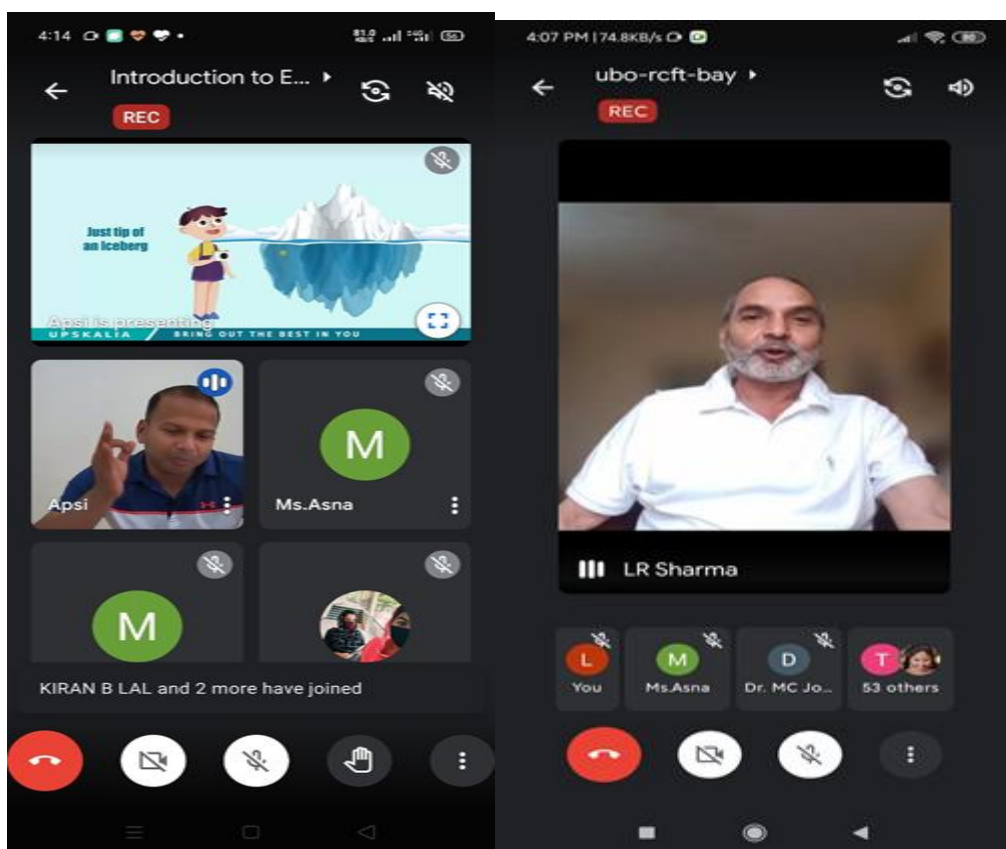 4:14
Introduction to E...
REC
Just tip of
an Iceberg
Apsi is presenting
UPSKALIA / BRING OUT THE BEST IN YOU
Apsi
Ms.Asna
M
M
KIRAN B LAL and 2 more have joined
4:07 PM | 74.8KB/s
80
ubo-rcft-bay
REC
LR Sharma
L
M
D
T
You
Ms.Asna
Dr. MC Jo...
53 others